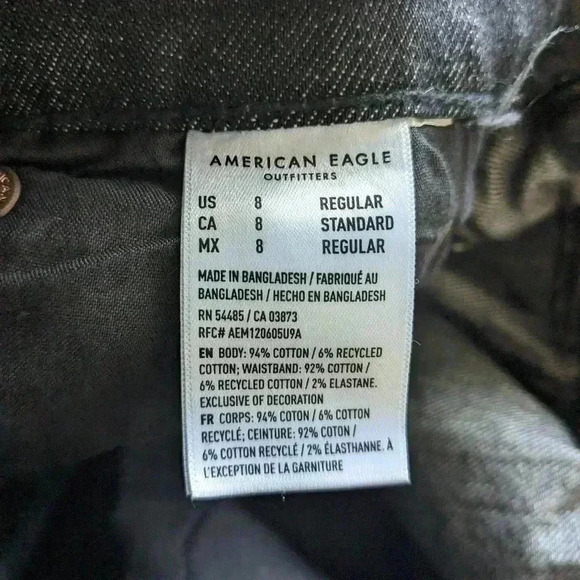 AMERICAN EAGLE
OUTFITTERS
US 8 REGULAR
CA 8 STANDARD
MX 8 REGULAR
MADE IN BANGLADESH / FABRIQUÉ AU
BANGLADESH / HECHO EN BANGLADESH
RN 54485 / CA 03873
RFC# AEM120605U9A
EN BODY: 94% COTTON / 6% RECYCLED
COTTON; WAISTBAND: 92% COTTON /
6% RECYCLED COTTON / 2% ELASTANE.
EXCLUSIVE OF DECORATION
FR CORPS: 94% COTON / 6% COTON
RECYCLÉ; CEINTURE: 92% COTON /
6% COTTON RECYCLÉ / 2% ÉLASTHANNE. À
L'EXCEPTION DE LA GARNITURE